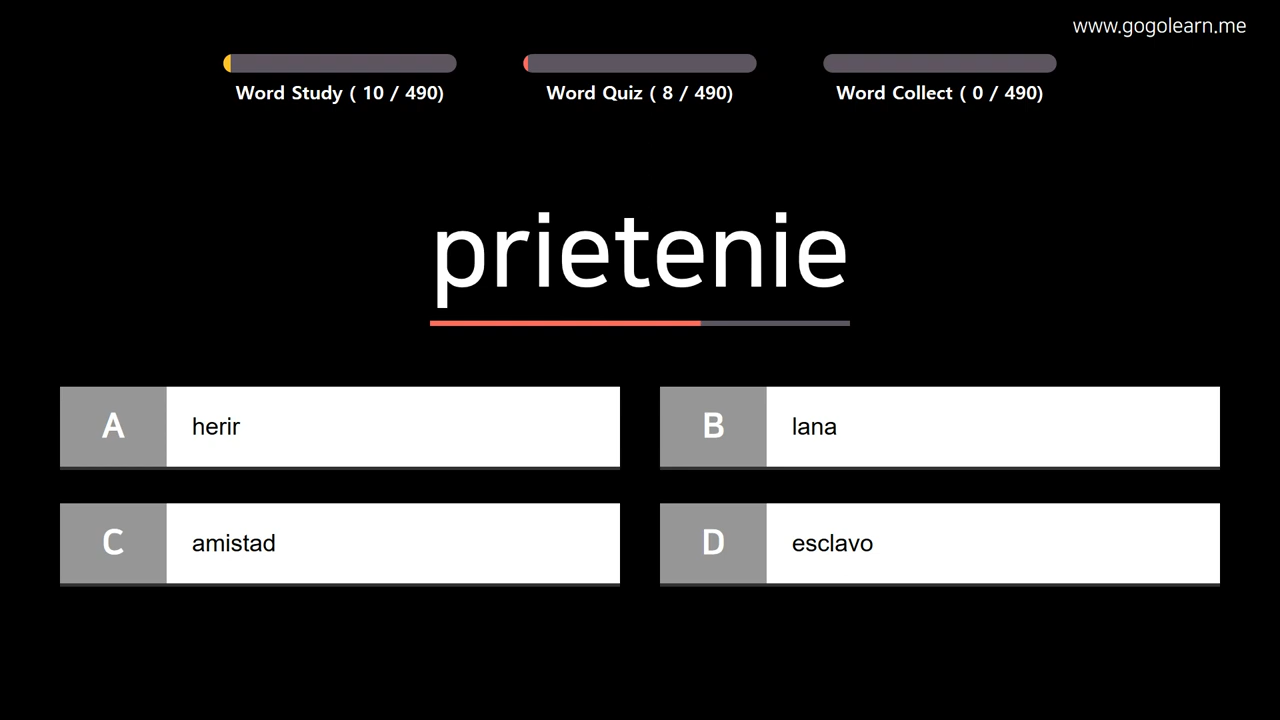 www.gogolearn.me
Word Study ( 10 / 490)
Word Quiz ( 8 / 490)
Word Collect ( 0 / 490)
prietenie
A herir
B lana
C amistad
D esclavo